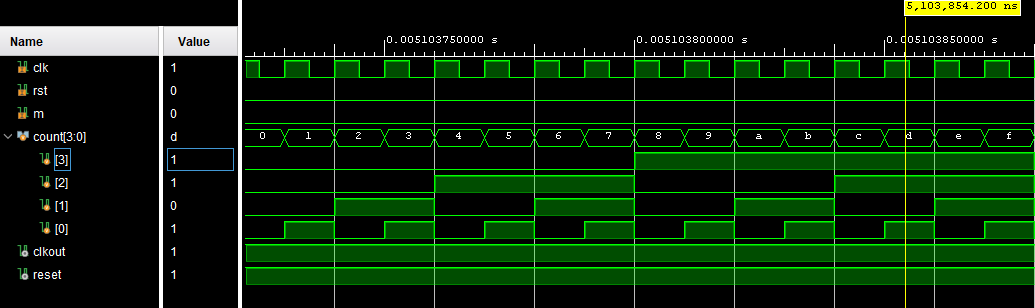 5,103,854.200 ns
Name Value
0.005103750000 s 0.005103800000 s 0.005103850000 s
clk 1
rst 0
m 0
count[3:0] d 0 1 2 3 4 5 6 7 8 9 a b c d e f
[3] 1
[2] 1
[1] 0
[0] 1
clkout 1
reset 1